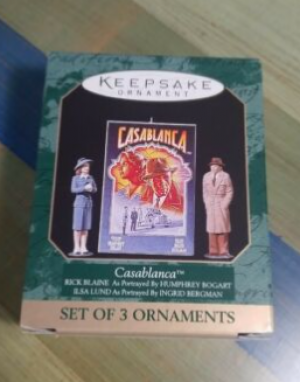 KEEPSAKE
ORNAMENT
CASABLANCA
Casablanca™
RICK BLAINE As Portrayed By HUMPHREY BOGART
ILSA LUND As Portrayed By INGRID BERGMAN
SET OF 3 ORNAMENTS